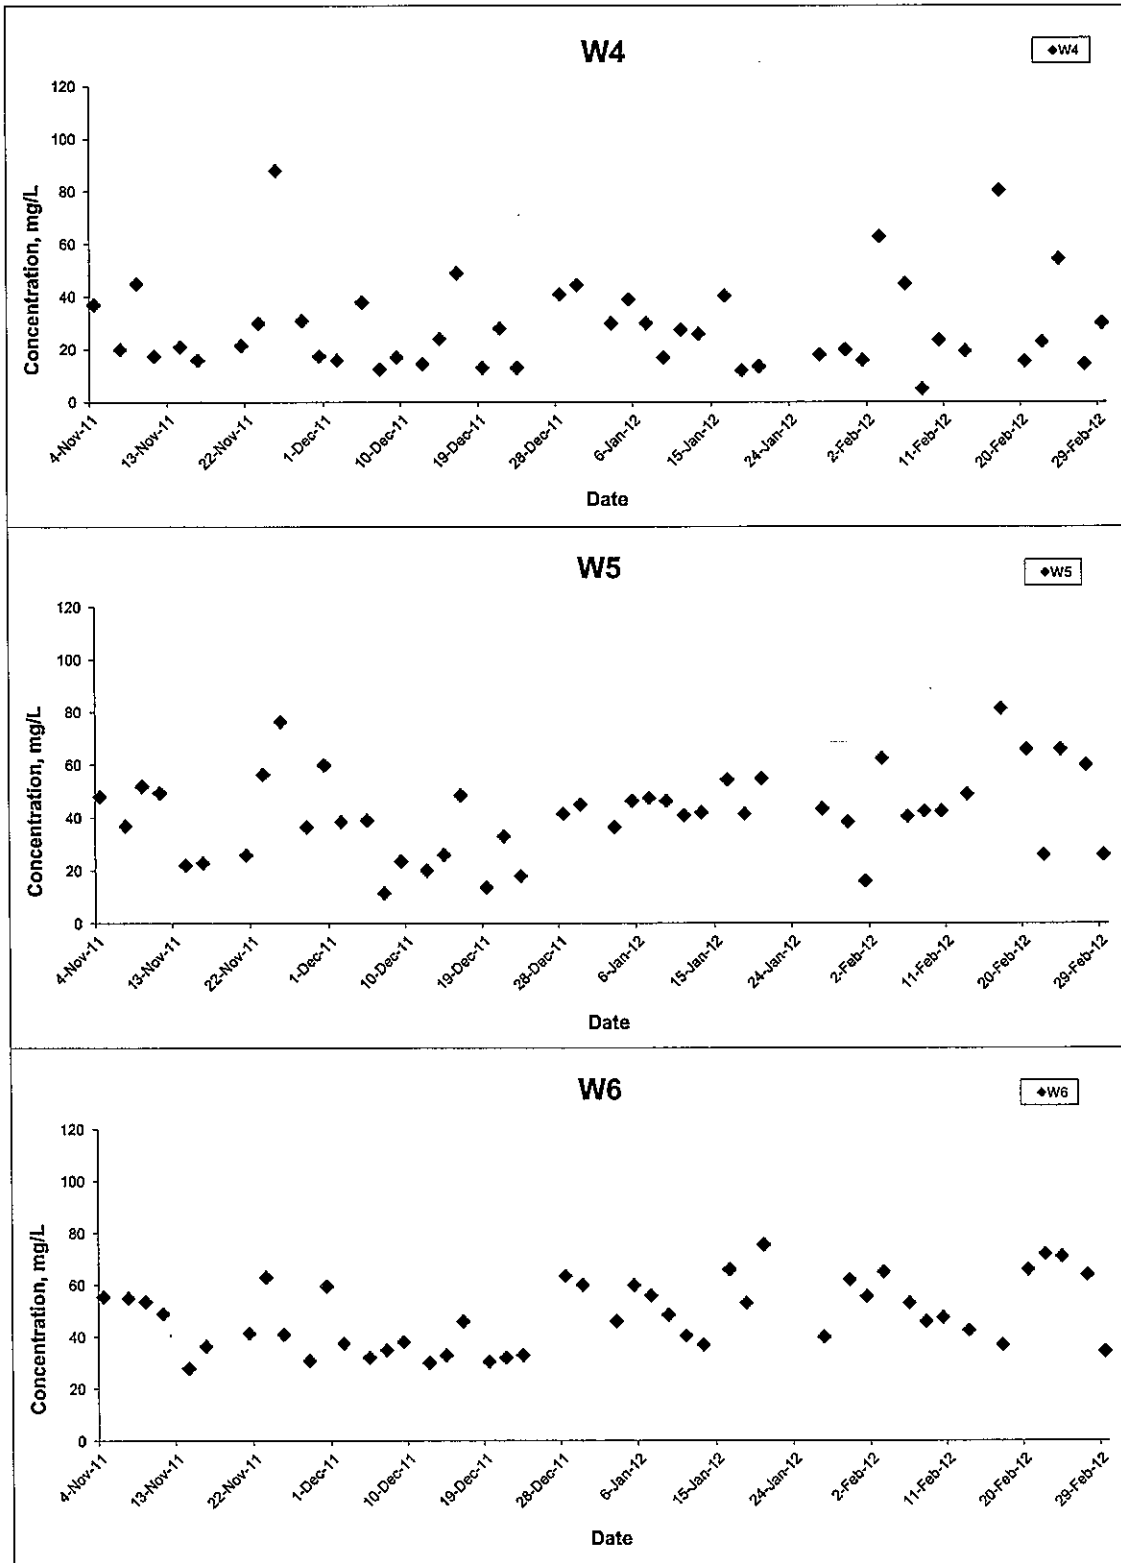 W4
◆W4
120
100
80
60
40
20
0
Concentration, mg/L
4-Nov-11
13-Nov-11
22-Nov-11
1-Dec-11
10-Dec-11
19-Dec-11
28-Dec-11
6-Jan-12
15-Jan-12
24-Jan-12
2-Feb-12
11-Feb-12
20-Feb-12
29-Feb-12
Date
W5
◆W5
120
100
80
60
40
20
0
Concentration, mg/L
4-Nov-11
13-Nov-11
22-Nov-11
1-Dec-11
10-Dec-11
19-Dec-11
28-Dec-11
6-Jan-12
15-Jan-12
24-Jan-12
2-Feb-12
11-Feb-12
20-Feb-12
29-Feb-12
Date
W6
◆W6
120
100
80
60
40
20
0
Concentration, mg/L
4-Nov-11
13-Nov-11
22-Nov-11
1-Dec-11
10-Dec-11
19-Dec-11
28-Dec-11
6-Jan-12
15-Jan-12
24-Jan-12
2-Feb-12
11-Feb-12
20-Feb-12
29-Feb-12
Date